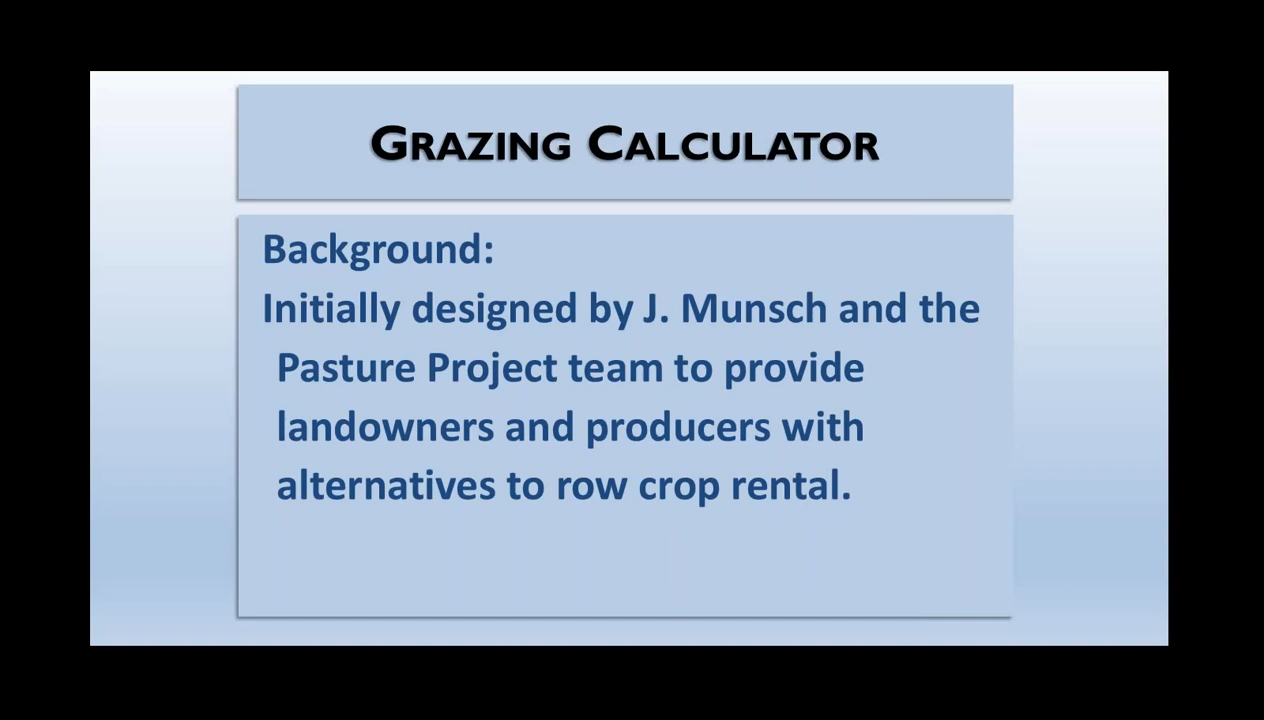 GRAZING CALCULATOR
Background:
Initially designed by J. Munsch and the
Pasture Project team to provide
landowners and producers with
alternatives to row crop rental.